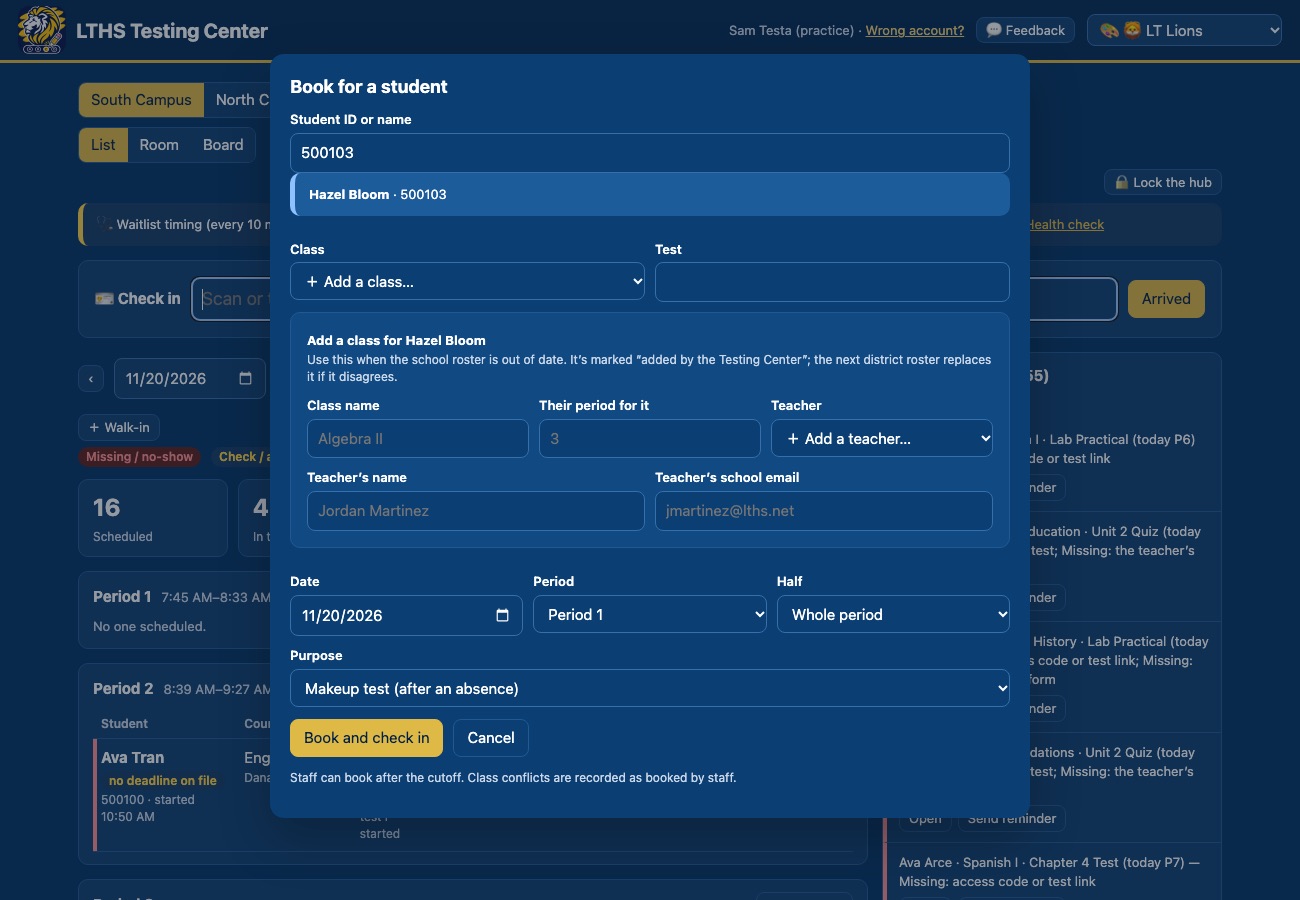 LTHS Testing Center
Sam Testa (practice) · Wrong account?
💬 Feedback
🎨 🦁 LT Lions
South Campus
North C
List
Room
Board
🔒 Lock the hub
Waitlist timing (every 10 m
Health check
🪪 Check in
Scan or t
Arrived
‹
11/20/2026
+ Walk-in
Missing / no-show
Check / a
16
Scheduled
4
In t
Period 1 7:45 AM–8:33 AM
No one scheduled.
Period 2 8:39 AM–9:27 AM
Student
Cou
Ava Tran
Eng
no deadline on file
Dana
500100 · started
10:50 AM
test I
started
Book for a student
Student ID or name
500103
Hazel Bloom · 500103
Class
Test
+ Add a class...
Add a class for Hazel Bloom
Use this when the school roster is out of date. It’s marked “added by the Testing Center”; the next district roster replaces
it if it disagrees.
Class name
Their period for it
Teacher
Algebra II
3
+ Add a teacher...
Teacher’s name
Teacher’s school email
Jordan Martinez
jmartinez@lths.net
Date
Period
Half
11/20/2026
Period 1
Whole period
Purpose
Makeup test (after an absence)
Book and check in
Cancel
Staff can book after the cutoff. Class conflicts are recorded as booked by staff.
55)
I · Lab Practical (today P6)
de or test link
nder
ducation · Unit 2 Quiz (today
test; Missing: the teacher’s
nder
History · Lab Practical (today
s code or test link; Missing:
form
nder
dations · Unit 2 Quiz (today
test; Missing: the teacher’s
Open
Send reminder
Ava Arce · Spanish I · Chapter 4 Test (today P7) —
Missing: access code or test link